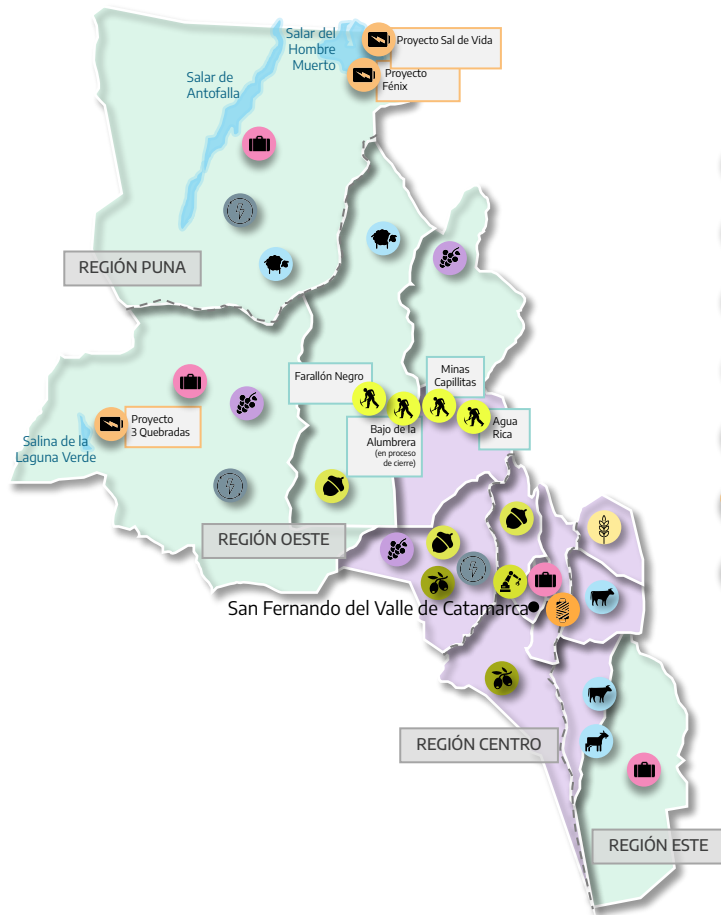 Salar del
Hombre
Muerto
Proyecto Sal de Vida
Proyecto
Fénix
Salar de
Antofalla
REGIÓN PUNA
Farallón Negro
Minas
Capillitas
Proyecto
3 Quebradas
Bajo de la
Alumbrera
(en proceso
de cierre)
Agua
Rica
Salina de la
Laguna Verde
REGIÓN OESTE
San Fernando del Valle de Catamarca
REGIÓN CENTRO
REGIÓN ESTE